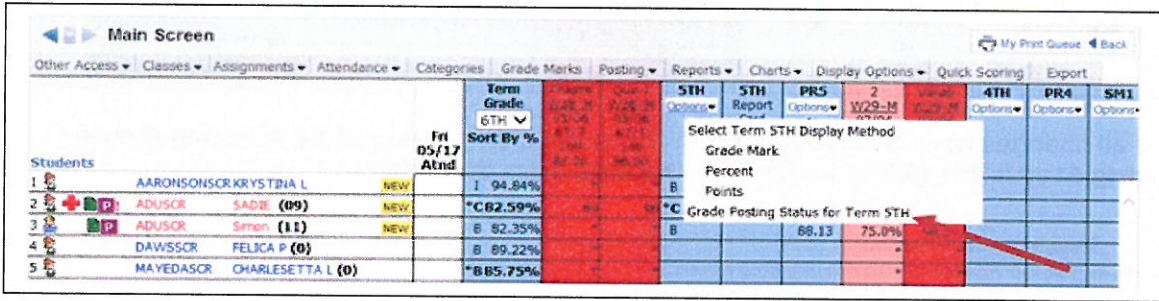 Main Screen
My Print Queue Back
Other Access Classes Assignments Attendance Categories Grade Marks Posting Reports Charts Display Options Quick Scoring Export
Term 5TH 5TH PR5 2 4TH PR4 SM1
Grade Options Report Options W29-M Options Options Options
6TH
Fri Sort By %
05/17
Students Atnd
Select Term 5TH Display Method
Grade Mark
Percent
Points
Grade Posting Status for Term 5TH
1 AARONSONSCR KRYSTINA L NEW I 94.84% B
2 P ADUSCR SADIE (09) NEW *C 82.59% *C
3 P ADUSCR Simon (11) NEW B 82.35% B 88.13 75.0%
4 DAWSSCR FELICA P (0) B 89.22%
5 MAYEDASCR CHARLESETTA L (0) *B 85.75%